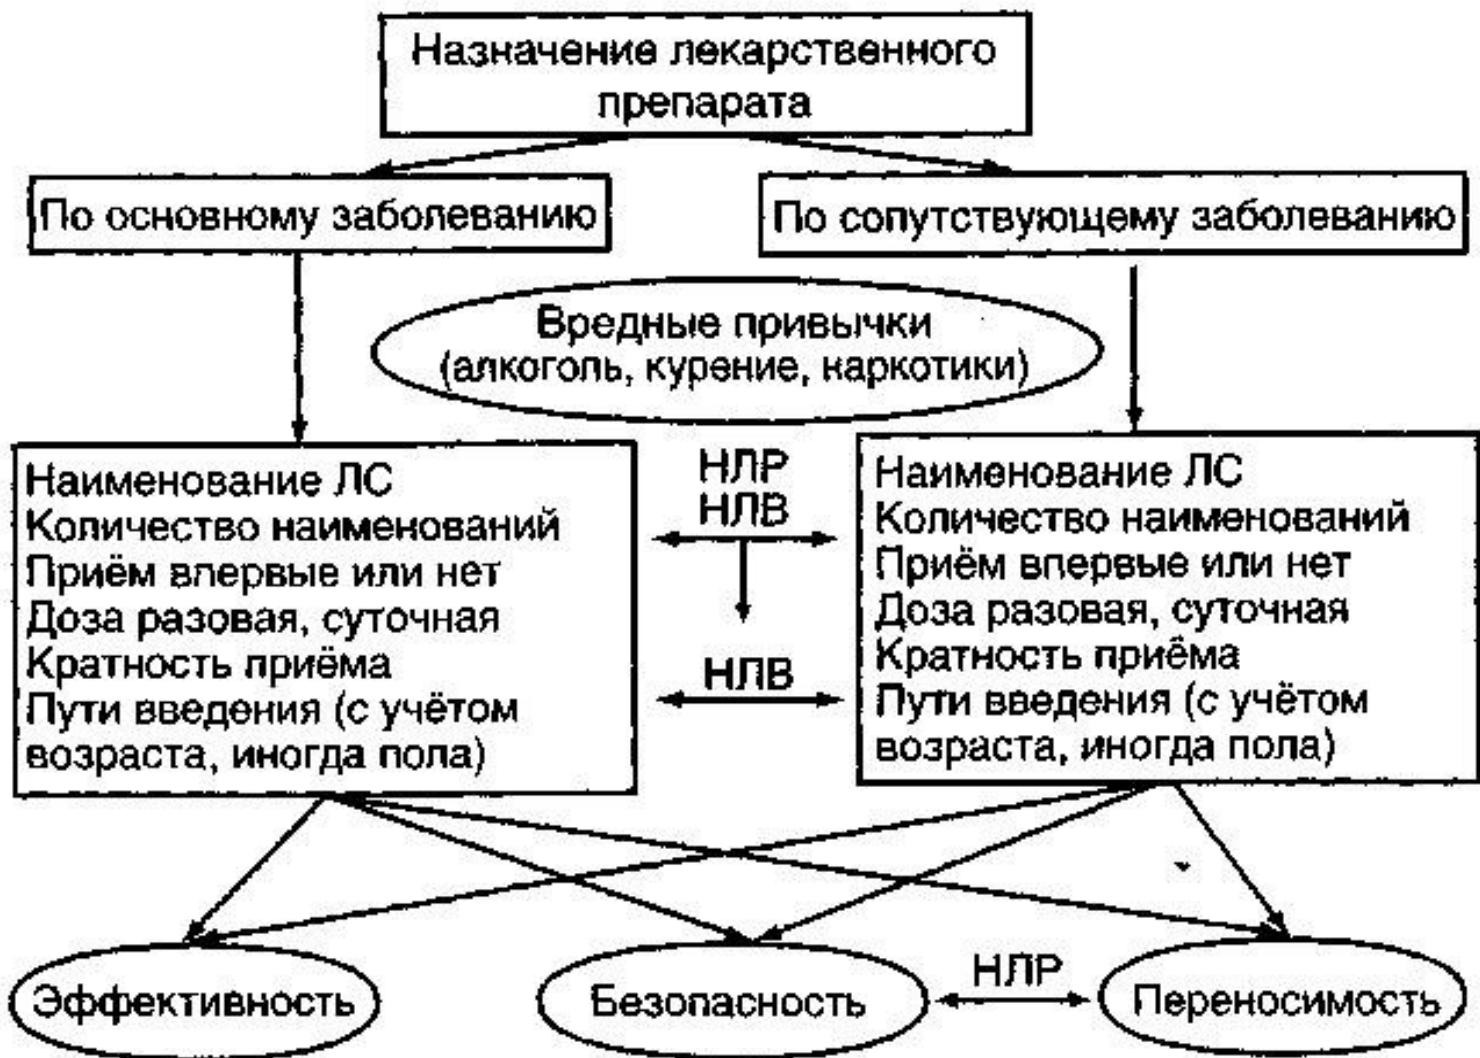 Назначение лекарственного
препарата
По основному заболеванию
По сопутствующему заболеванию
Вредные привычки
(алкоголь, курение, наркотики)
Наименование ЛС
Количество наименований
Приём впервые или нет
Доза разовая, суточная
Кратность приёма
Пути введения (с учётом
возраста, иногда пола)
НЛР
НЛВ
НЛВ
Наименование ЛС
Количество наименований
Приём впервые или нет
Доза разовая, суточная
Кратность приёма
Пути введения (с учётом
возраста, иногда пола)
Эффективность
Безопасность
НЛР
Переносимость